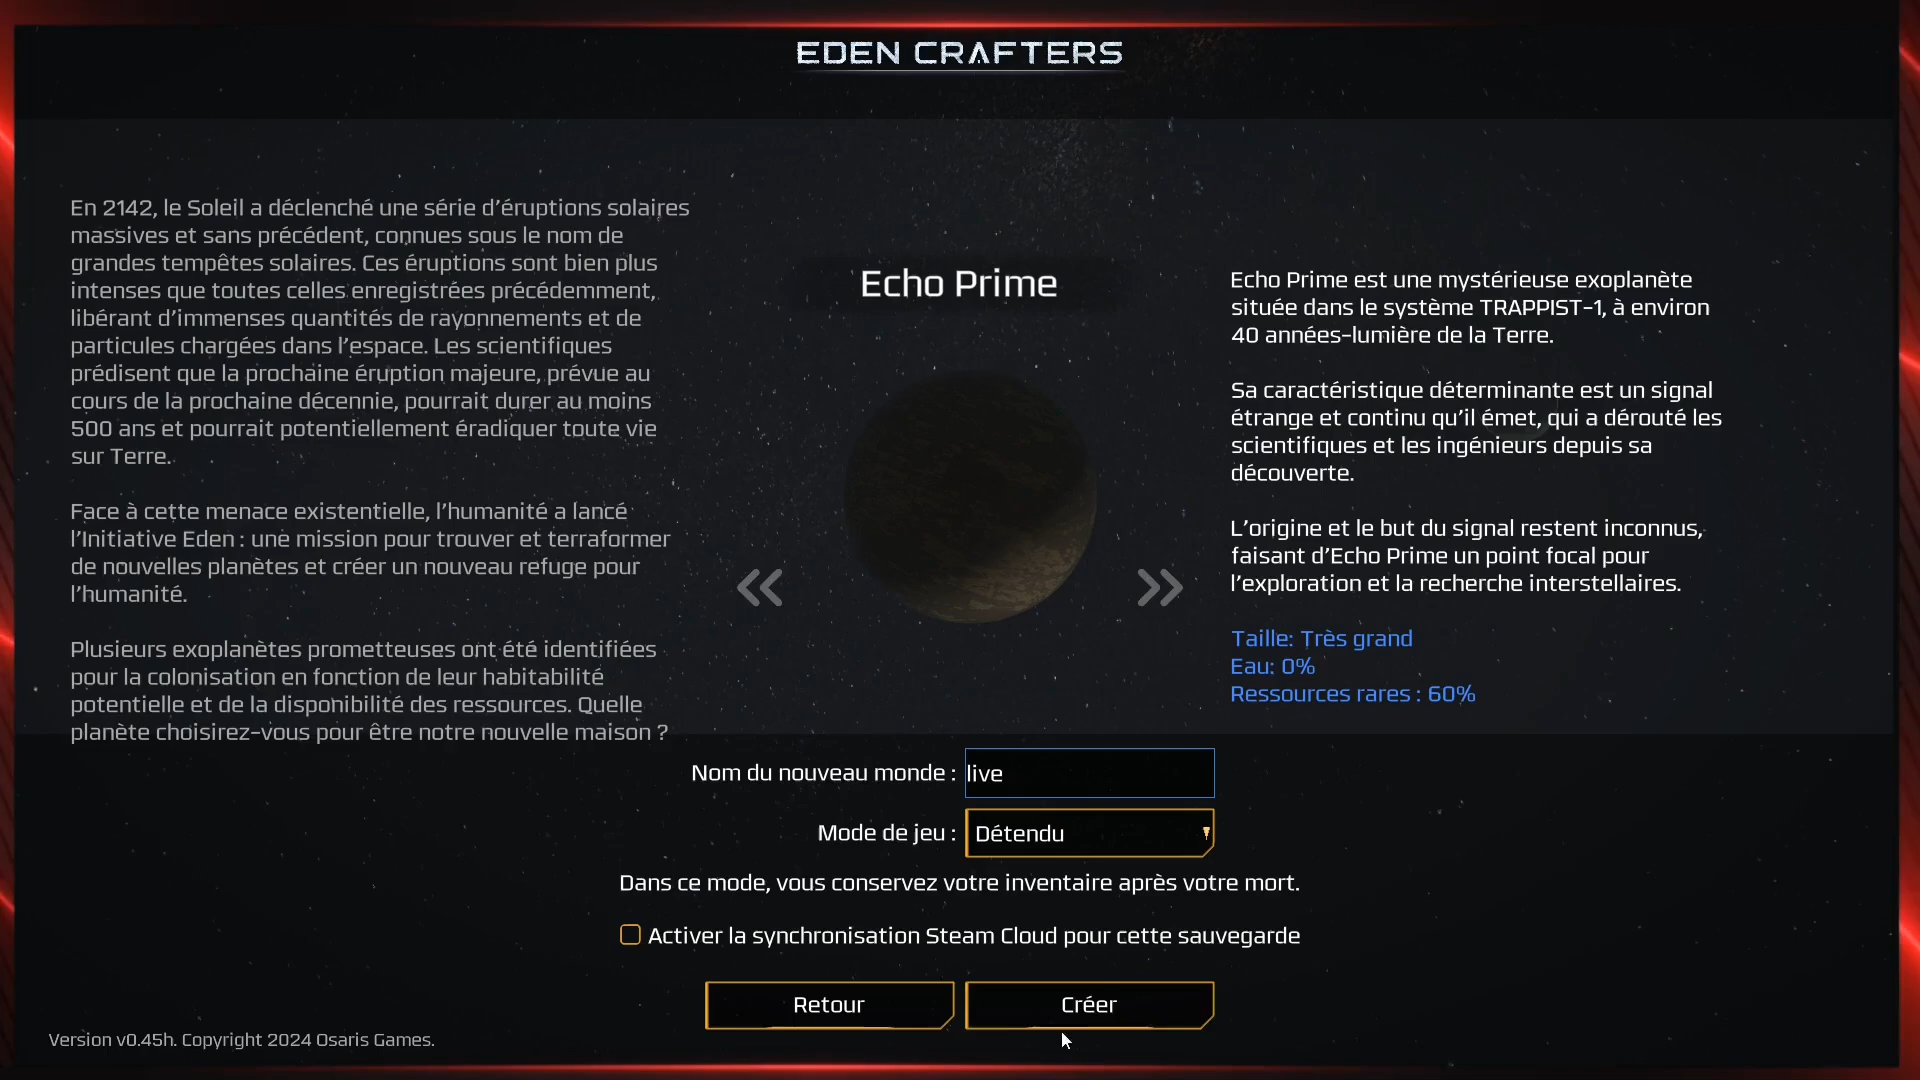 EDEN CRAFTERS
En 2142, le Soleil a déclenché une série d'éruptions solaires
massives et sans précédent, connues sous le nom de
grandes tempêtes solaires. Ces éruptions sont bien plus
intenses que toutes celles enregistrées précédemment,
libérant d'immenses quantités de rayonnements et de
particules chargées dans l'espace. Les scientifiques
prédisent que la prochaine éruption majeure, prévue au
cours de la prochaine décennie, pourrait durer au moins
500 ans et pourrait potentiellement éradiquer toute vie
sur Terre.
Face à cette menace existentielle, l'humanité a lancé
l'Initiative Eden : une mission pour trouver et terraformer
de nouvelles planètes et créer un nouveau refuge pour
l'humanité.
Plusieurs exoplanètes prometteuses ont été identifiées
pour la colonisation en fonction de leur habitabilité
potentielle et de la disponibilité des ressources. Quelle
planète choisirez-vous pour être notre nouvelle maison ?
Echo Prime
Echo Prime est une mystérieuse exoplanète
située dans le système TRAPPIST-1, à environ
40 années-lumière de la Terre.
Sa caractéristique déterminante est un signal
étrange et continu qu'il émet, qui a dérouté les
scientifiques et les ingénieurs depuis sa
découverte.
L'origine et le but du signal restent inconnus,
faisant d'Echo Prime un point focal pour
l'exploration et la recherche interstellaires.
Taille: Très grand
Eau: 0%
Ressources rares : 60%
Nom du nouveau monde : live
Mode de jeu : Détendu
Dans ce mode, vous conservez votre inventaire après votre mort.
Activer la synchronisation Steam Cloud pour cette sauvegarde
Retour Créer
Version v0.45h. Copyright 2024 Osaris Games.